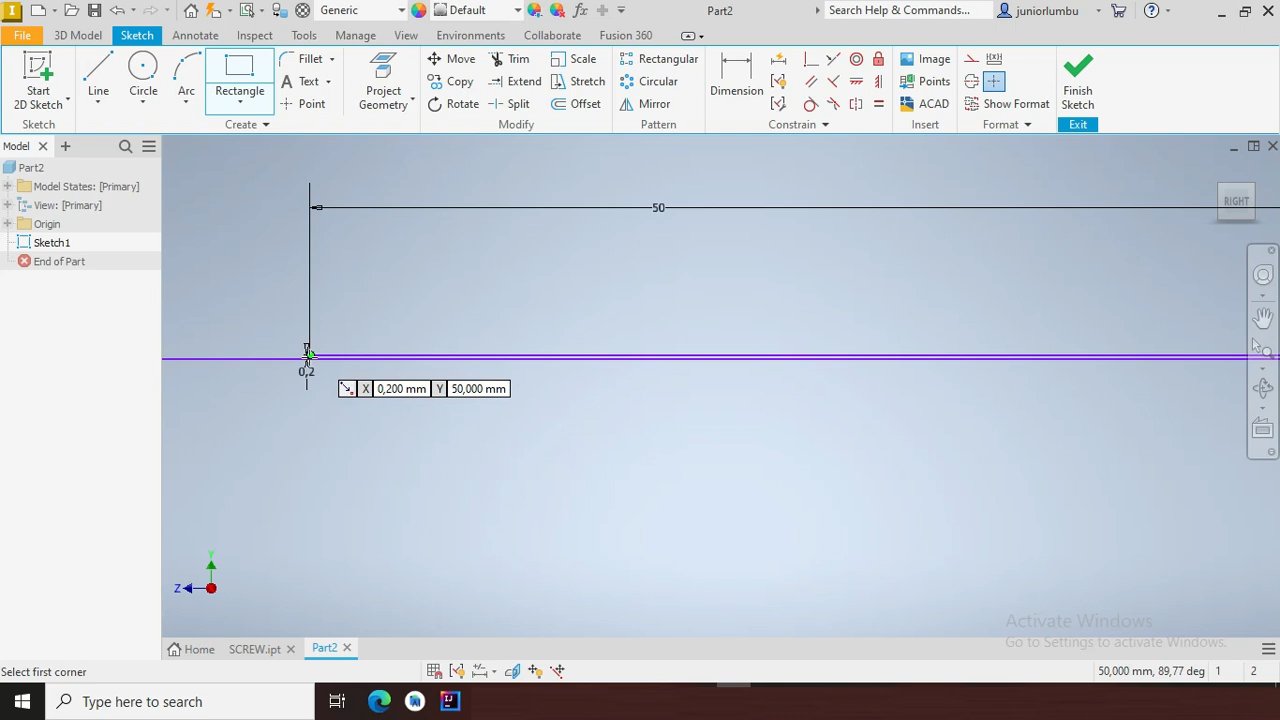 Generic
Default
Part2
Search Help & Commands...
juniorlumbu
File
3D Model
Sketch
Annotate
Inspect
Tools
Manage
View
Environments
Collaborate
Fusion 360
Start
2D Sketch
Line
Circle
Arc
Rectangle
Fillet
Text
Point
Project
Geometry
Move
Copy
Rotate
Trim
Extend
Split
Scale
Stretch
Offset
Rectangular
Circular
Mirror
Dimension
Image
Points
ACAD
Show Format
Finish
Sketch
Sketch
Create
Modify
Pattern
Constrain
Insert
Format
Exit
Model
Part2
Model States: [Primary]
View: [Primary]
Origin
Sketch1
End of Part
50
RIGHT
0,2
X 0,200 mm Y 50,000 mm
Y
Z
Activate Windows
Go to Settings to activate Windows.
Home
SCREW.ipt
Part2
Select first corner
50,000 mm, 89,77 deg 1 2
Type here to search